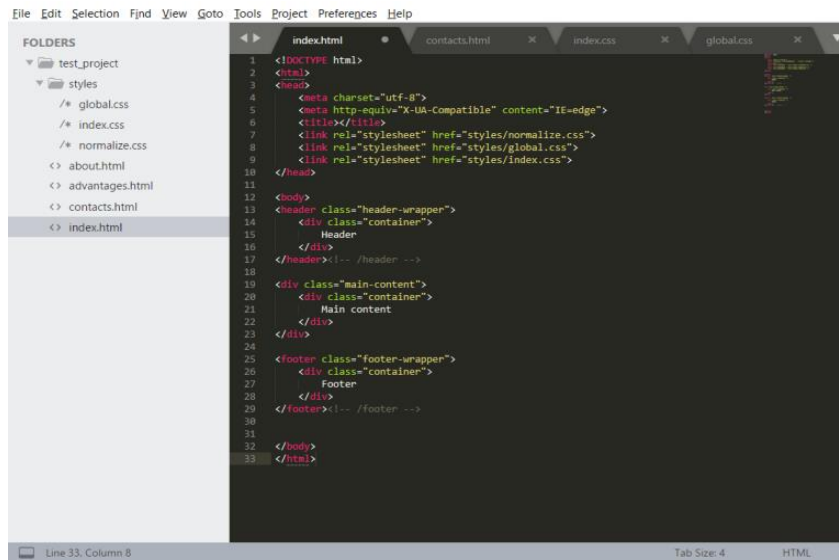 File Edit Selection Find View Goto Tools Project Preferences Help
FOLDERS
test_project
styles
/* global.css
/* index.css
/* normalize.css
<> about.html
<> advantages.html
<> contacts.html
<> index.html
index.html contacts.html × index.css × global.css ×
1 <!DOCTYPE html>
2 <html>
3 <head>
4 <meta charset="utf-8">
5 <meta http-equiv="X-UA-Compatible" content="IE=edge">
6 <title></title>
7 <link rel="stylesheet" href="styles/normalize.css">
8 <link rel="stylesheet" href="styles/global.css">
9 <link rel="stylesheet" href="styles/index.css">
10 </head>
11
12 <body>
13 <header class="header-wrapper">
14 <div class="container">
15 Header
16 </div>
17 </header><!-- /header -->
18
19 <div class="main-content">
20 <div class="container">
21 Main content
22 </div>
23 </div>
24
25 <footer class="footer-wrapper">
26 <div class="container">
27 Footer
28 </div>
29 </footer><!-- /footer -->
30
31
32 </body>
33 </html>
Line 33, Column 8 Tab Size: 4 HTML